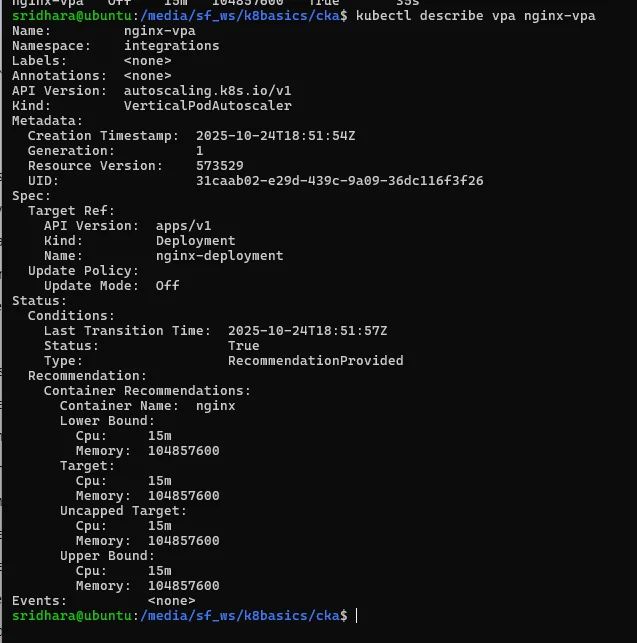 nginx-vpa   Off    15m   104857600   True       35s
sridhara@ubuntu:/media/sf_ws/k8basics/cka$ kubectl describe vpa nginx-vpa
Name:         nginx-vpa
Namespace:    integrations
Labels:       <none>
Annotations:  <none>
API Version:  autoscaling.k8s.io/v1
Kind:         VerticalPodAutoscaler
Metadata:
  Creation Timestamp:  2025-10-24T18:51:54Z
  Generation:          1
  Resource Version:    573529
  UID:                 31caab02-e29d-439c-9a09-36dc116f3f26
Spec:
  Target Ref:
    API Version:  apps/v1
    Kind:         Deployment
    Name:         nginx-deployment
  Update Policy:
    Update Mode:  Off
Status:
  Conditions:
    Last Transition Time:  2025-10-24T18:51:57Z
    Status:                True
    Type:                  RecommendationProvided
  Recommendation:
    Container Recommendations:
      Container Name:  nginx
      Lower Bound:
        Cpu:     15m
        Memory:  104857600
      Target:
        Cpu:     15m
        Memory:  104857600
      Uncapped Target:
        Cpu:     15m
        Memory:  104857600
      Upper Bound:
        Cpu:     15m
        Memory:  104857600
Events:          <none>
sridhara@ubuntu:/media/sf_ws/k8basics/cka$